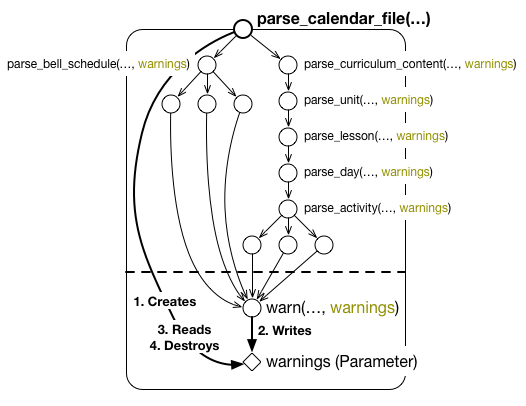 parse_calendar_file(…)
parse_bell_schedule(…, warnings)
parse_curriculum_content(…, warnings)
parse_unit(…, warnings)
parse_lesson(…, warnings)
parse_day(…, warnings)
parse_activity(…, warnings)
1. Creates
warn(…, warnings)
3. Reads
2. Writes
4. Destroys
warnings (Parameter)